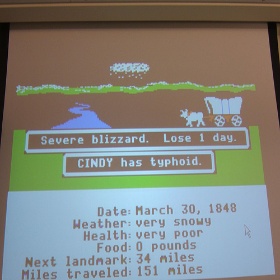 Severe blizzard. Lose 1 day.
CINDY has typhoid.
Date: March 30, 1848
Weather: very snowy
Health: very poor
Food: 0 pounds
Next landmark: 34 miles
Miles traveled: 151 miles